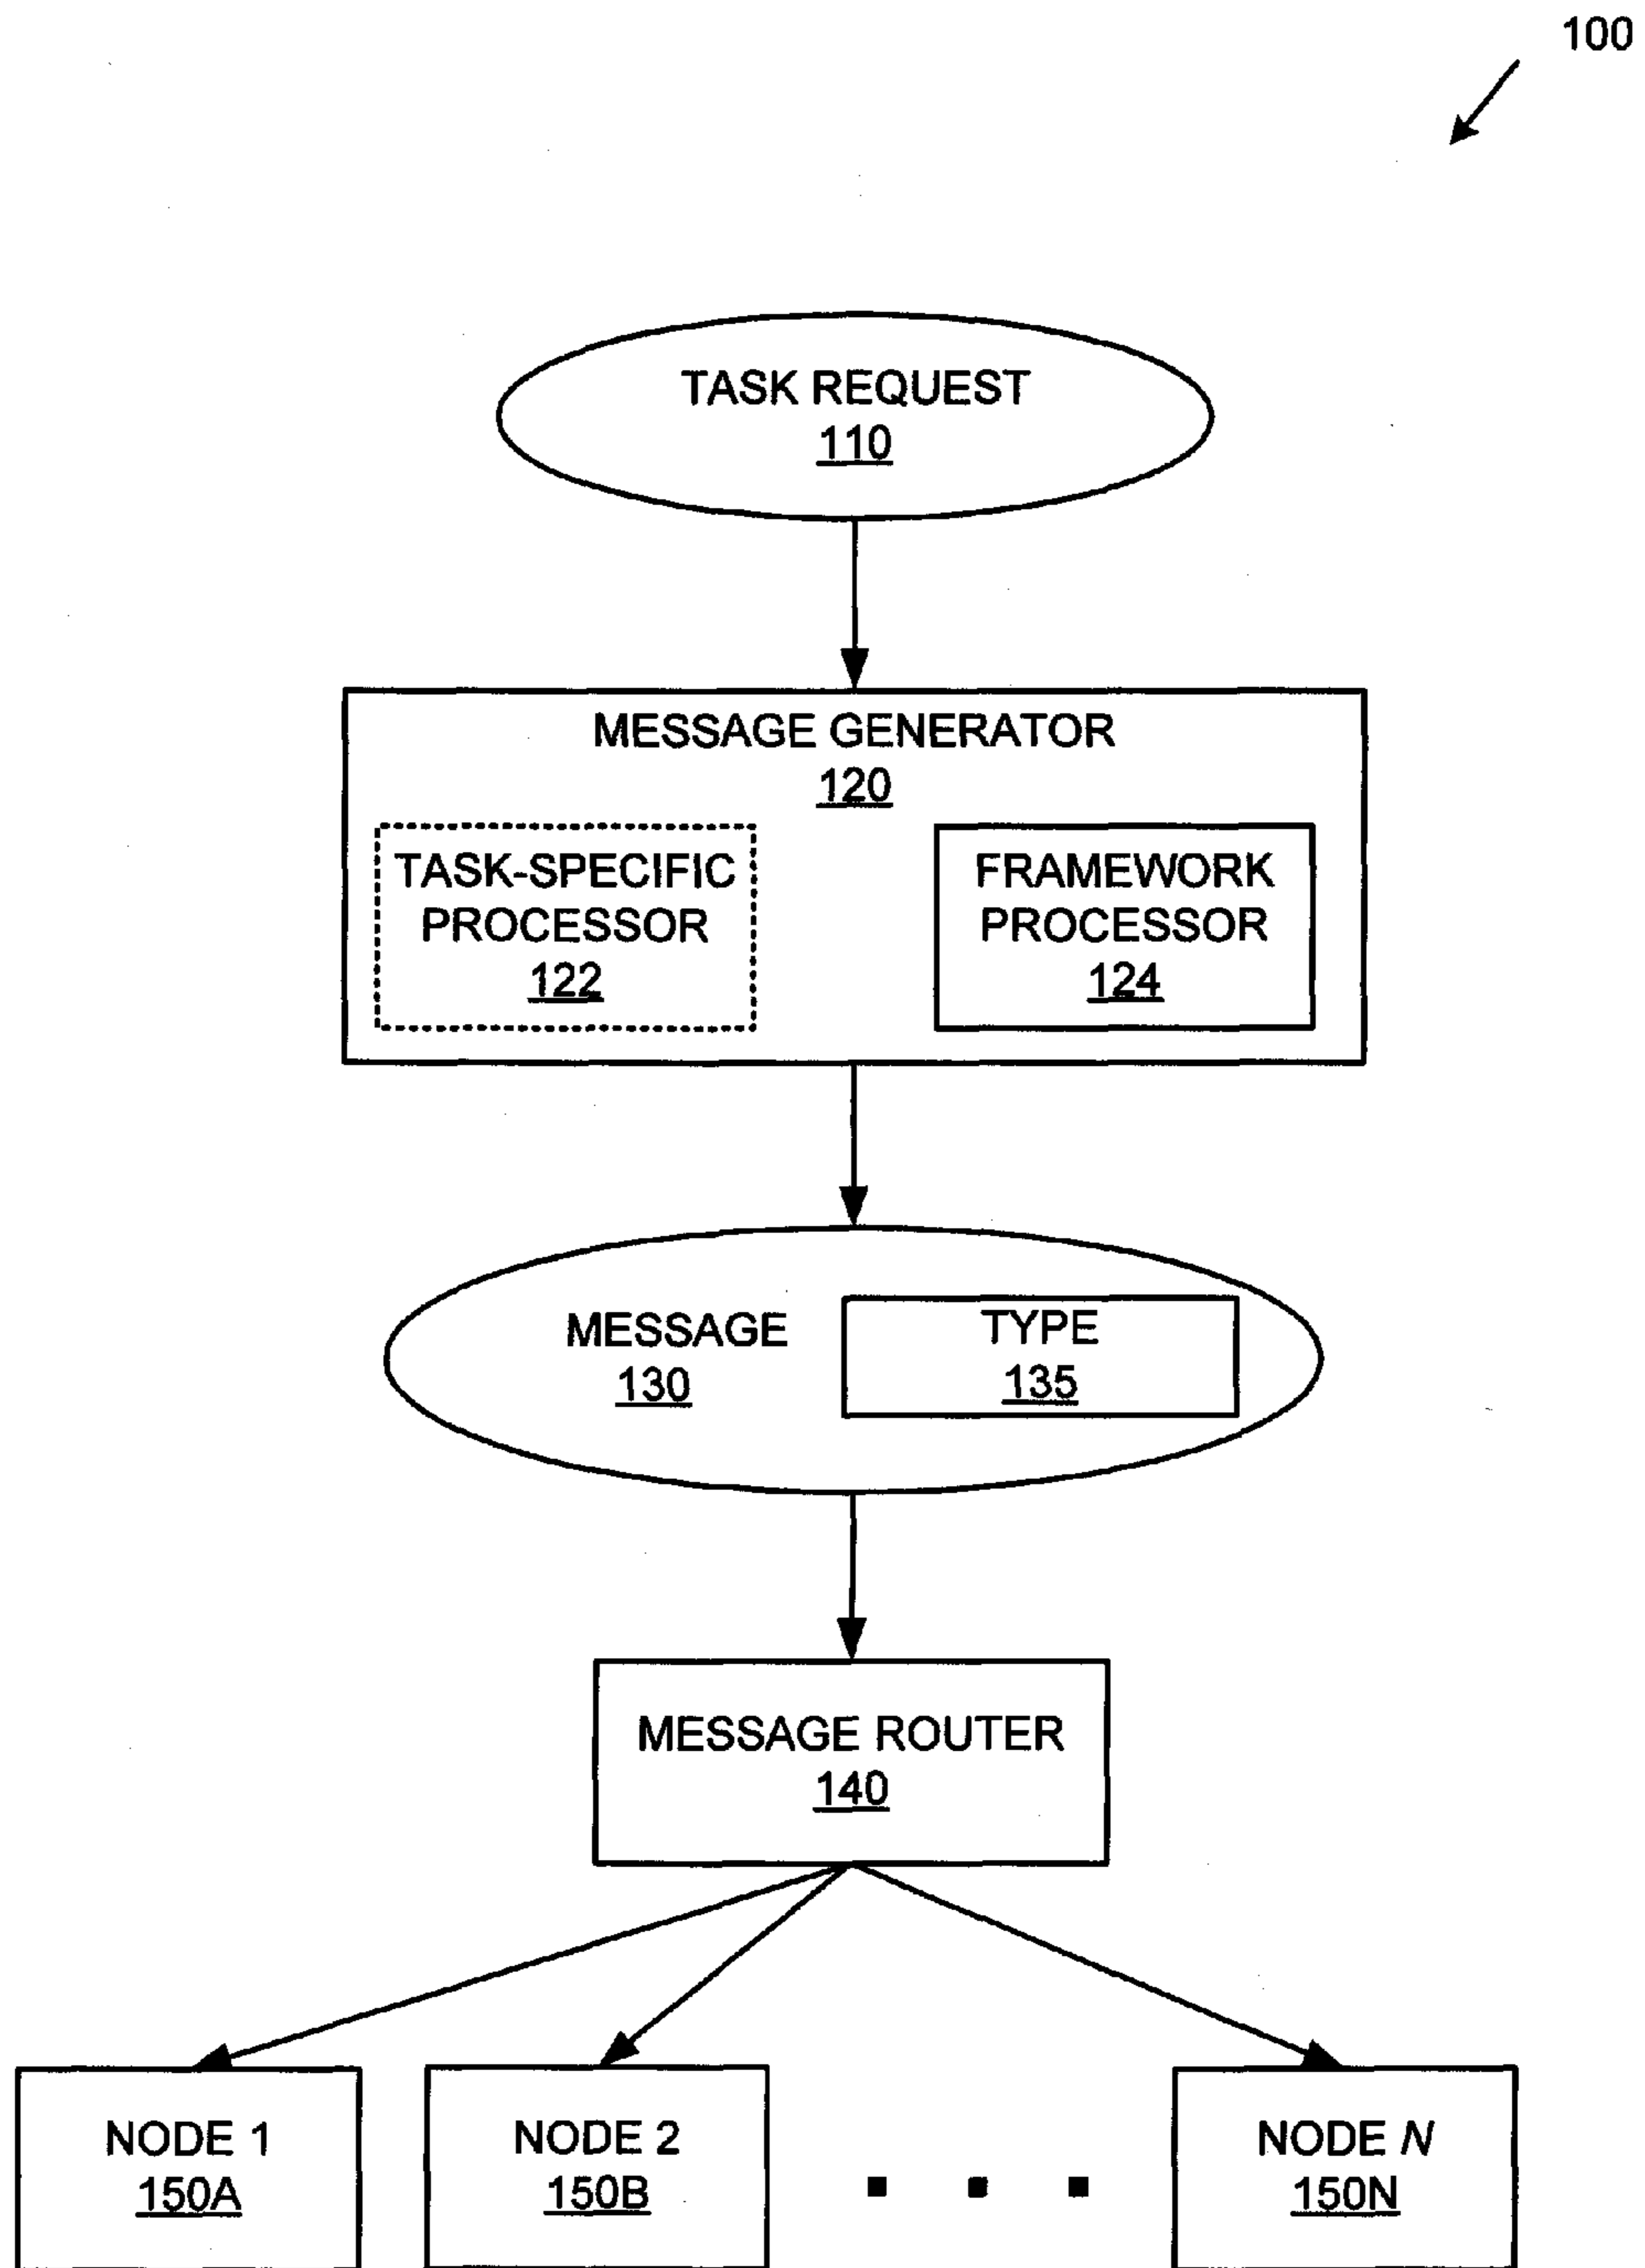 100
TASK REQUEST
110
MESSAGE GENERATOR
120
TASK-SPECIFIC
PROCESSOR
122
FRAMEWORK
PROCESSOR
124
MESSAGE
130
TYPE
135
MESSAGE ROUTER
140
NODE 1
150A
NODE 2
150B
NODE N
150N